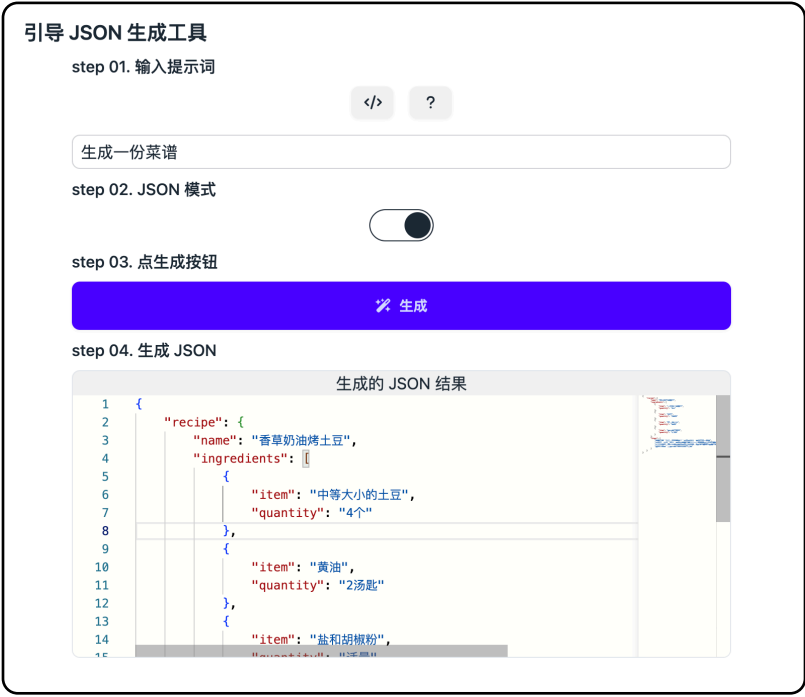 引导 JSON 生成工具
step 01. 输入提示词
</> ?
生成一份菜谱
step 02. JSON 模式
step 03. 点生成按钮
生成
step 04. 生成 JSON
生成的 JSON 结果
1 {
2 "recipe": {
3 "name": "香草奶油烤土豆",
4 "ingredients": [
5 {
6 "item": "中等大小的土豆",
7 "quantity": "4个"
8 },
9 {
10 "item": "黄油",
11 "quantity": "2汤匙"
12 },
13 {
14 "item": "盐和胡椒粉",
15 "quantity": "适量"